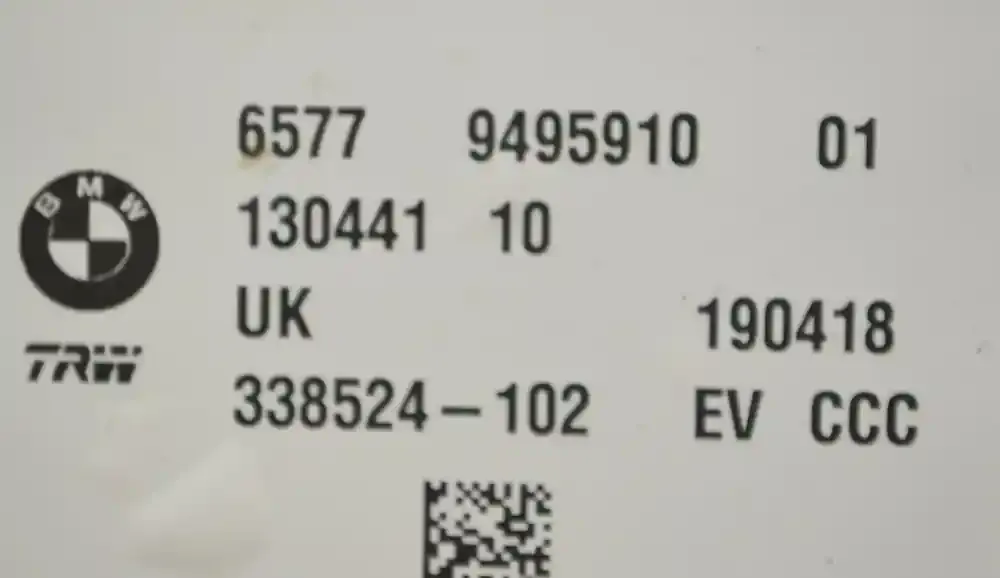 6577 9495910 01
130441 10
BMW
UK 190418
TRW
338524-102 EV CCC